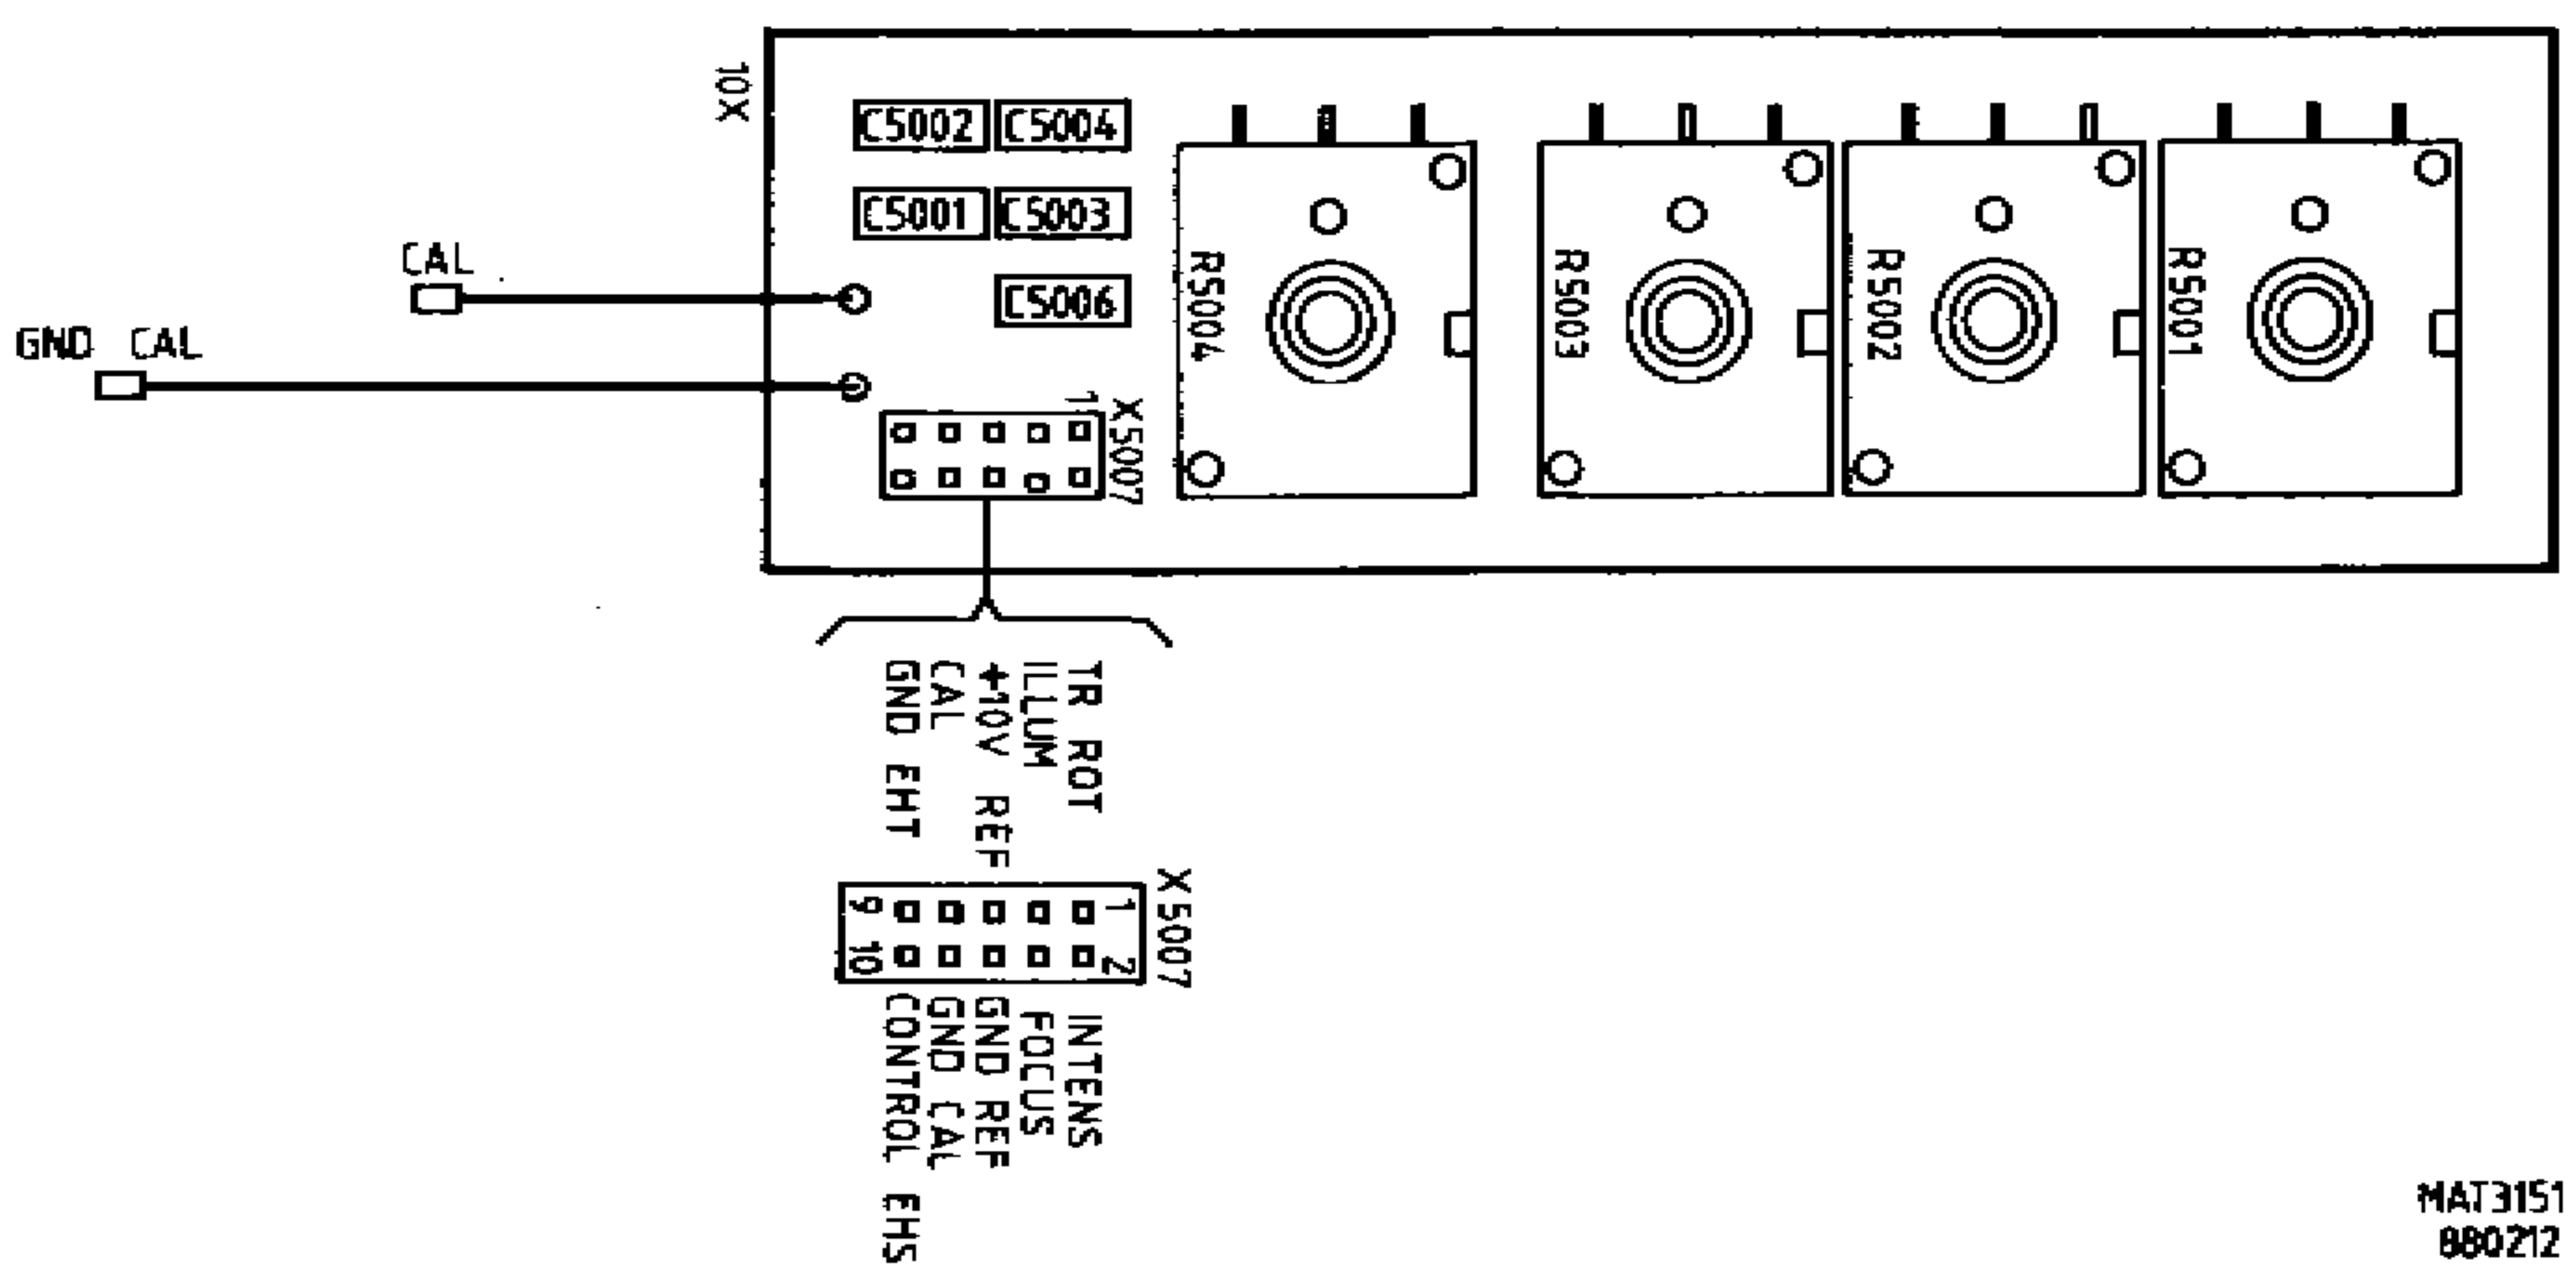 10X
C5002 C5004
C5001 C5003
C5006
CAL
GND CAL
R5004
R5003
R5002
R5001
1
X5007
TR ROT
ILLUM
+10V REF
CAL
GND EHT
X5007
9 1
10 2
INTENS
FOCUS
GND REF
GND CAL
CONTROL EHS
MAT3151
880212